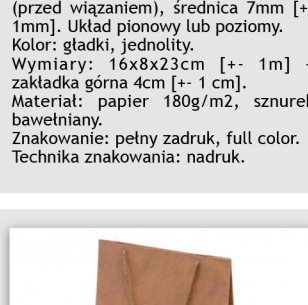 (przed wiązaniem), średnica 7mm [+
1mm]. Układ pionowy lub poziomy.
Kolor: gładki, jednolity.
Wymiary: 16x8x23cm [+- 1m] -
zakładka górna 4cm [+- 1 cm].
Materiał: papier 180g/m2, sznure
bawełniany.
Znakowanie: pełny zadruk, full color.
Technika znakowania: nadruk.